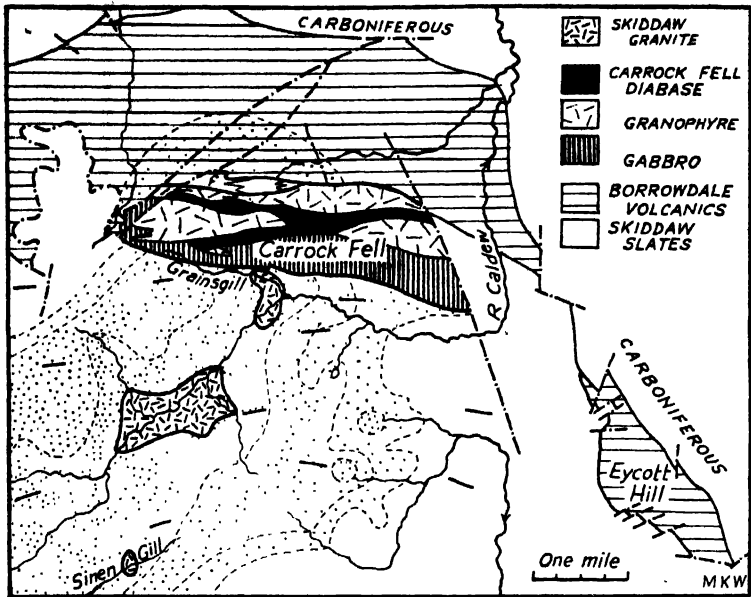 CARBONIFEROUS
SKIDDAW
GRANITE
CARROCK FELL
DIABASE
GRANOPHYRE
GABBRO
BORROWDALE
VOLCANICS
SKIDDAW
SLATES
Carrock Fell
Grainsgill
R Caldew
CARBONIFEROUS
Eycott
Hill
Sinen Gill
One mile
MKW